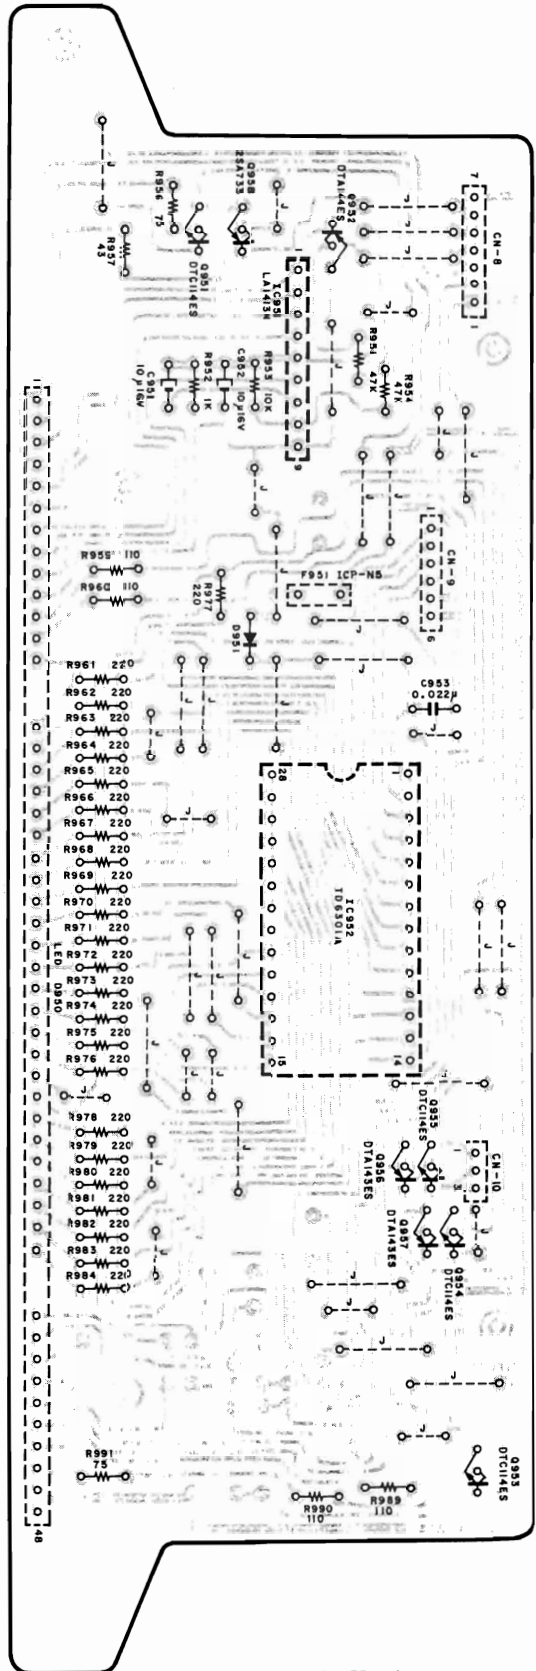 R956
75
R957
43
Q951
DTC114ES
Q958
2SA733
Q952
DTA144ES
7
CN-8
1
J
J
J
J
J
J
1
IC951
LA1413N
9
C951
10µ16V
R952 1K
C952
10µ16V
R953 10K
R951
47K
R954
47K
J
J
J
J
J
J
J
1
CN-9
6
1
R955 110
R960 110
R977
220
D951
F951 ICP-N5
J
J
C953
0.022µ
J
R961 220
R962 220
R963 220
R964 220
R965 220
R966 220
R967 220
R968 220
R969 220
R970 220
R971 220
R972 220
R973 220
R974 220
R975 220
R976 220
J
J
J
J
J
28
1
IC952
TD6301A
15
14
LED D950
J
J
J
J
J
J
J
J
J
J
R978 220
R979 220
R980 220
R981 220
R982 220
R983 220
R984 220
J
J
J
Q955
DTC114ES
Q956
DTA143ES
1
CN-10
3
Q957
DTA143ES
Q954
DTC114ES
J
J
J
J
J
J
Q953
DTC114ES
R991
75
R990
110
R989
110
48